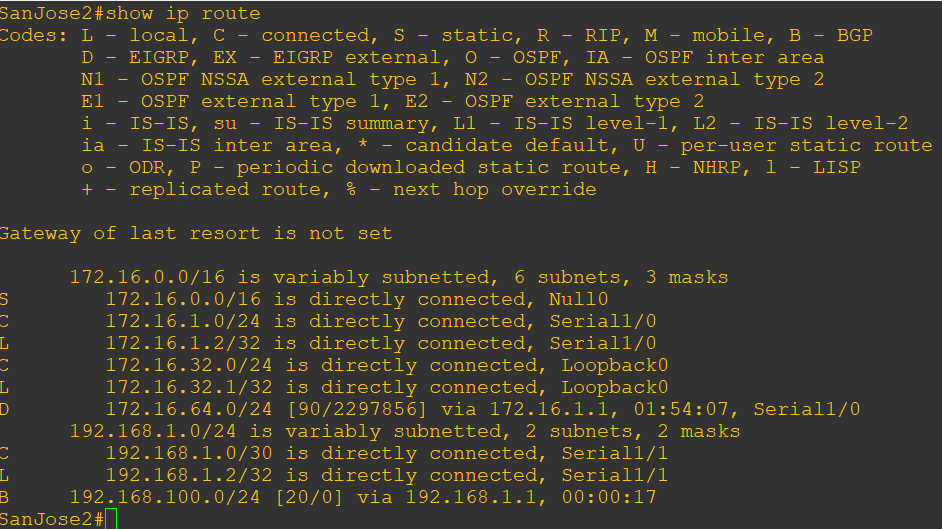 SanJose2#show ip route
Codes: L - local, C - connected, S - static, R - RIP, M - mobile, B - BGP
       D - EIGRP, EX - EIGRP external, O - OSPF, IA - OSPF inter area
       N1 - OSPF NSSA external type 1, N2 - OSPF NSSA external type 2
       E1 - OSPF external type 1, E2 - OSPF external type 2
       i - IS-IS, su - IS-IS summary, L1 - IS-IS level-1, L2 - IS-IS level-2
       ia - IS-IS inter area, * - candidate default, U - per-user static route
       o - ODR, P - periodic downloaded static route, H - NHRP, l - LISP
       + - replicated route, % - next hop override

Gateway of last resort is not set

      172.16.0.0/16 is variably subnetted, 6 subnets, 3 masks
S        172.16.0.0/16 is directly connected, Null0
C        172.16.1.0/24 is directly connected, Serial1/0
L        172.16.1.2/32 is directly connected, Serial1/0
C        172.16.32.0/24 is directly connected, Loopback0
L        172.16.32.1/32 is directly connected, Loopback0
D        172.16.64.0/24 [90/2297856] via 172.16.1.1, 01:54:07, Serial1/0
      192.168.1.0/24 is variably subnetted, 2 subnets, 2 masks
C        192.168.1.0/30 is directly connected, Serial1/1
L        192.168.1.2/32 is directly connected, Serial1/1
B     192.168.100.0/24 [20/0] via 192.168.1.1, 00:00:17
SanJose2#